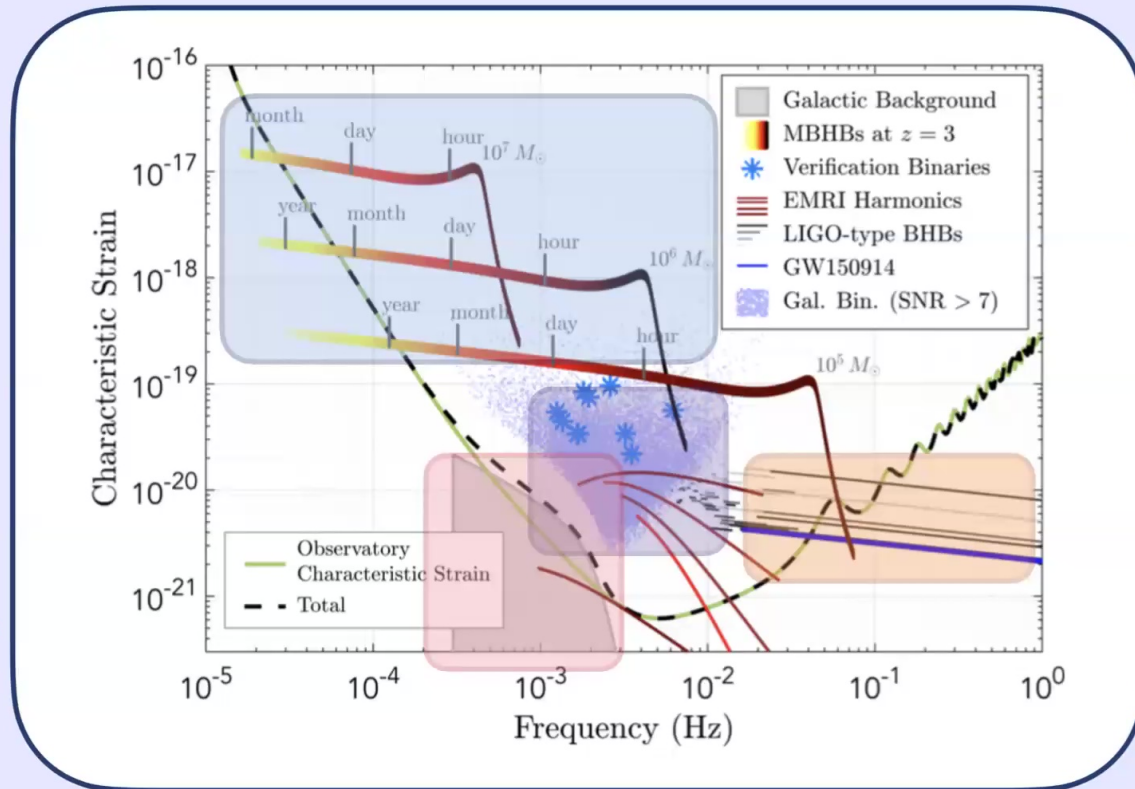 10^-16
10^-17
10^-18
10^-19
10^-20
10^-21
Characteristic Strain
month
day
hour
10^7 M_⊙
year
month
day
hour
10^6 M_⊙
year
month
day
hour
10^5 M_⊙
Galactic Background
MBHBs at z = 3
Verification Binaries
EMRI Harmonics
LIGO-type BHBs
GW150914
Gal. Bin. (SNR > 7)
Observatory
Characteristic Strain
Total
10^-5 10^-4 10^-3 10^-2 10^-1 10^0
Frequency (Hz)